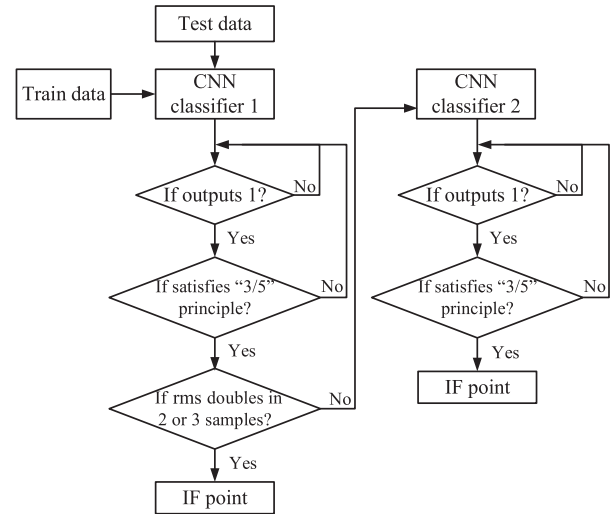 Test data
Train data
CNN
classifier 1
If outputs 1?
No
Yes
If satisfies “3/5”
principle?
No
Yes
If rms doubles in
2 or 3 samples?
No
Yes
IF point
CNN
classifier 2
If outputs 1?
No
Yes
If satisfies “3/5”
principle?
No
Yes
IF point